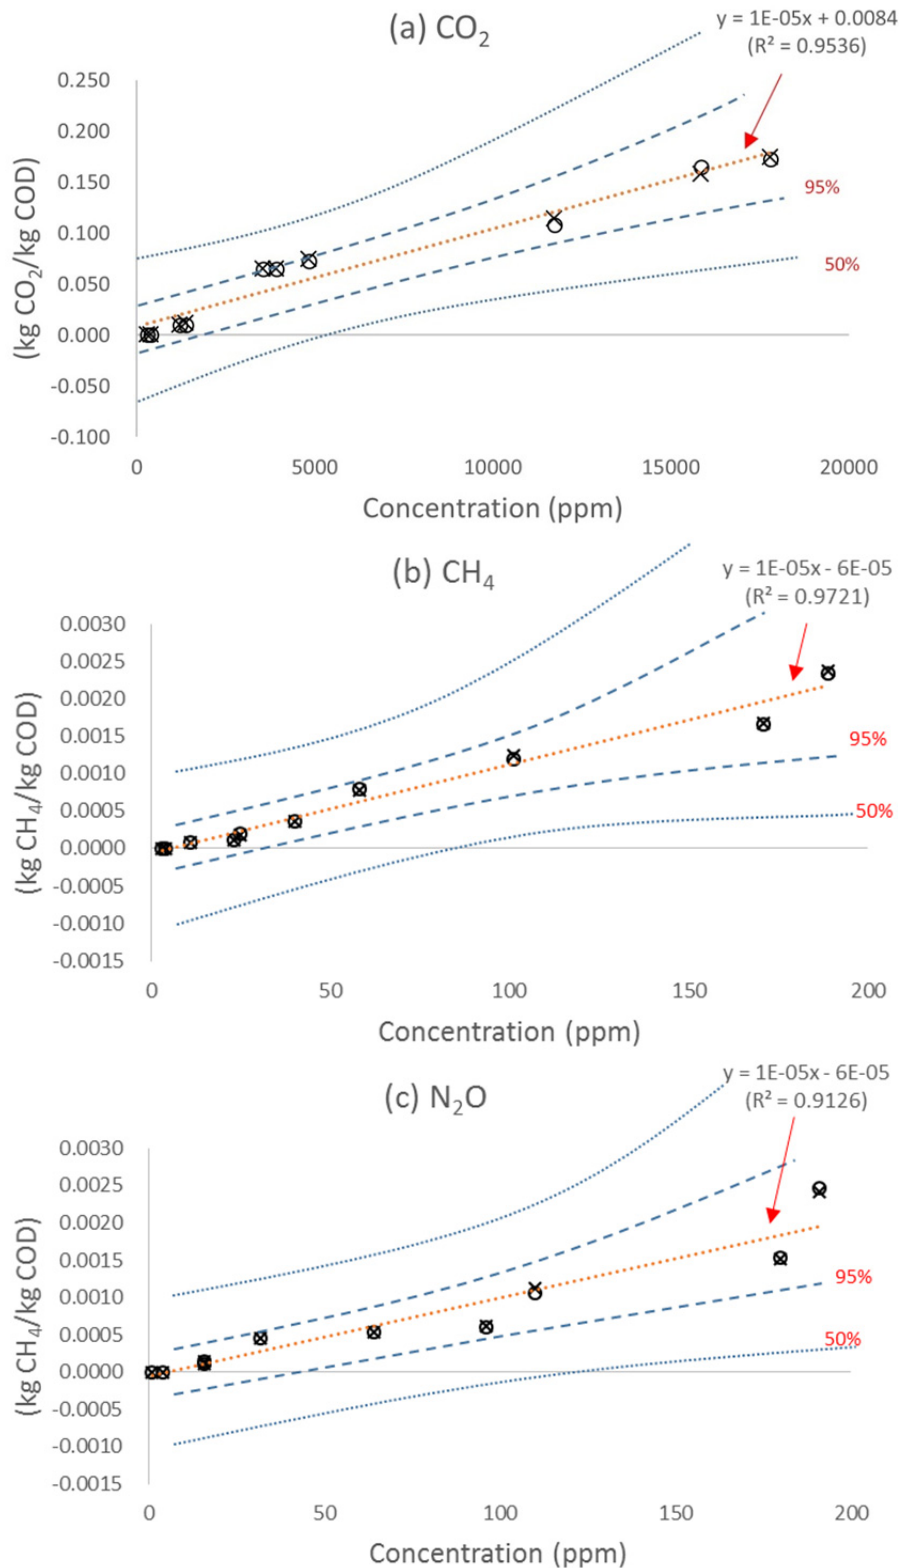 (a) CO₂
y = 1E-05x + 0.0084
(R² = 0.9536)
(kg CO₂/kg COD)
0.250
0.200
0.150
0.100
0.050
0.000
-0.050
-0.100
95%
50%
0 5000 10000 15000 20000
Concentration (ppm)
(b) CH₄
y = 1E-05x - 6E-05
(R² = 0.9721)
(kg CH₄/kg COD)
0.0030
0.0025
0.0020
0.0015
0.0010
0.0005
0.0000
-0.0005
-0.0010
-0.0015
95%
50%
0 50 100 150 200
Concentration (ppm)
(c) N₂O
y = 1E-05x - 6E-05
(R² = 0.9126)
(kg CH₄/kg COD)
0.0030
0.0025
0.0020
0.0015
0.0010
0.0005
0.0000
-0.0005
-0.0010
-0.0015
95%
50%
0 50 100 150 200
Concentration (ppm)